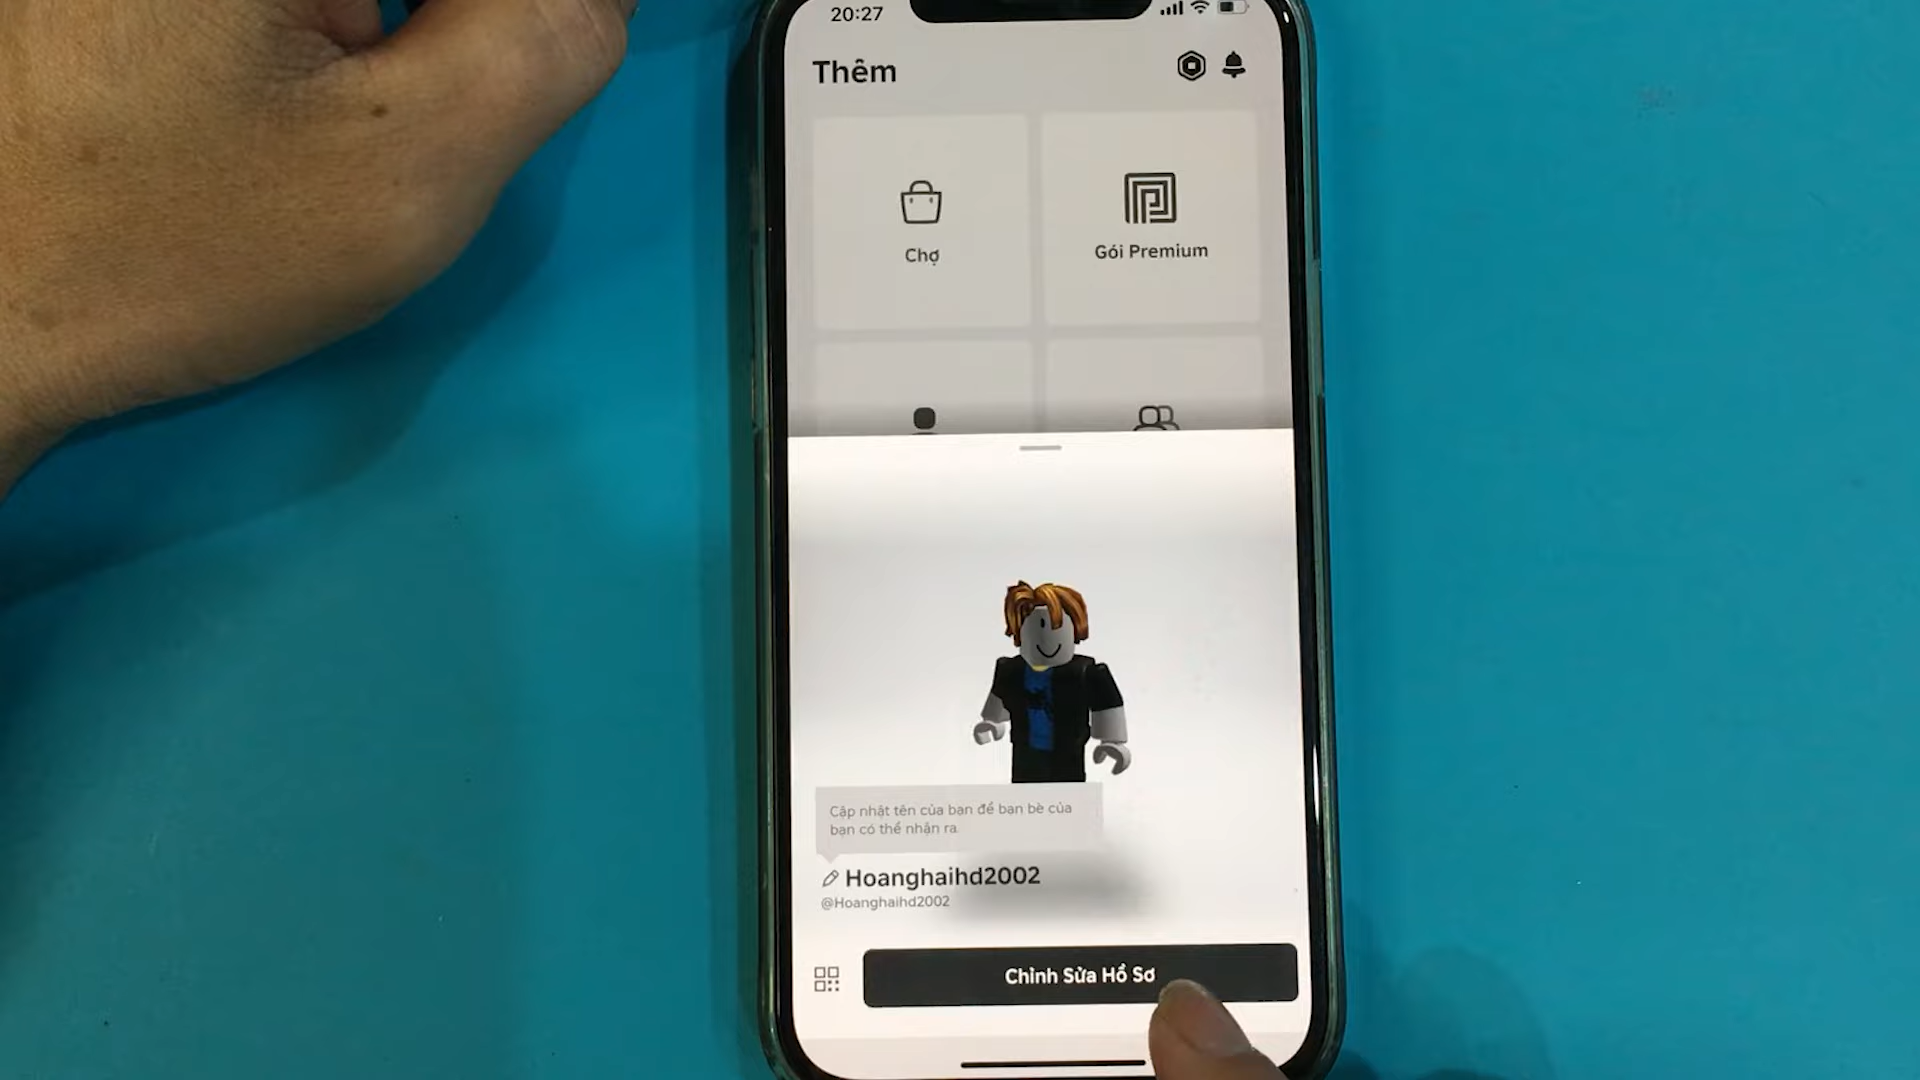 20:27
Thêm
Chợ
Gói Premium
Cập nhật tên của bạn để bạn bè của
bạn có thể nhận ra
Hoanghaihd2002
@Hoanghaihd2002
Chỉnh Sửa Hồ Sơ